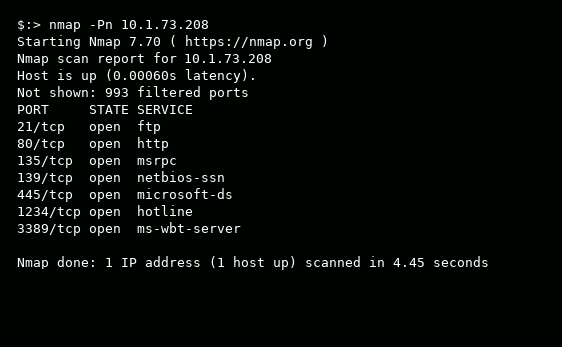 $:> nmap -Pn 10.1.73.208
Starting Nmap 7.70 ( https://nmap.org )
Nmap scan report for 10.1.73.208
Host is up (0.00060s latency).
Not shown: 993 filtered ports
PORT     STATE SERVICE
21/tcp   open  ftp
80/tcp   open  http
135/tcp  open  msrpc
139/tcp  open  netbios-ssn
445/tcp  open  microsoft-ds
1234/tcp open  hotline
3389/tcp open  ms-wbt-server
Nmap done: 1 IP address (1 host up) scanned in 4.45 seconds